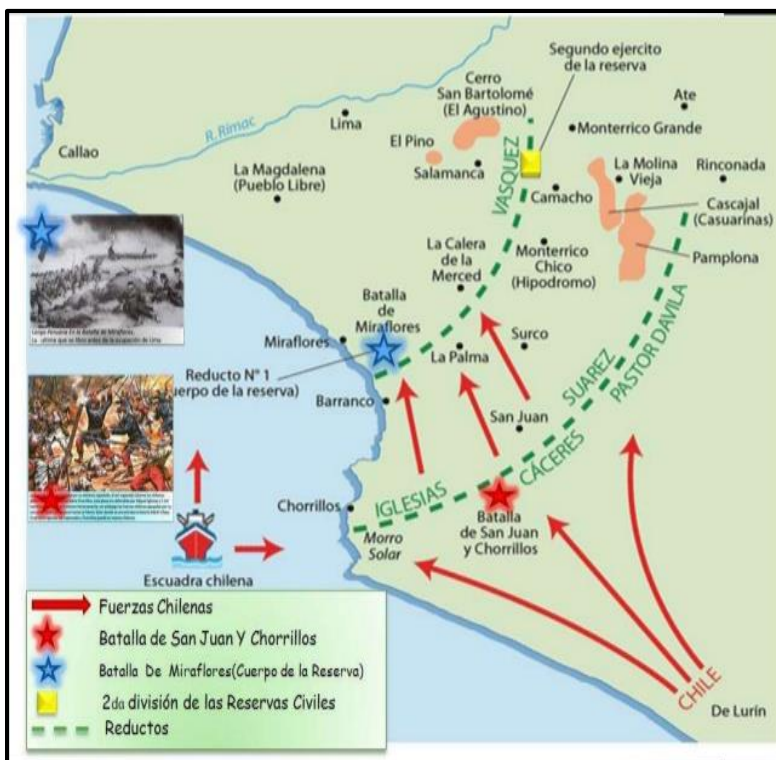 Segundo ejercito
de la reserva
Cerro
San Bartolomé
(El Agustino)
Ate
R. Rímac
Lima
Monterrico Grande
El Pino
Callao
La Molina
Vieja
Rinconada
La Magdalena
(Pueblo Libre)
Salamanca
VASQUEZ
Camacho
Cascajal
(Casuarinas)
La Calera
de la
Merced
Monterrico
Chico
(Hipodromo)
Pamplona
Batalla
de
Miraflores
Miraflores
La Palma
Surco
Reducto N° 1
uerpo de la reserva)
Barranco
SUAREZ
PASTOR DAVILA
San Juan
CÁCERES
IGLESIAS
Chorrillos
Morro
Solar
Batalla
de San Juan
y Chorrillos
Escuadra chilena
CHILE
De Lurín
Fuerzas Chilenas
Batalla de San Juan Y Chorrillos
Batalla De Miraflores(Cuerpo de la Reserva)
2da división de las Reservas Civiles
Reductos